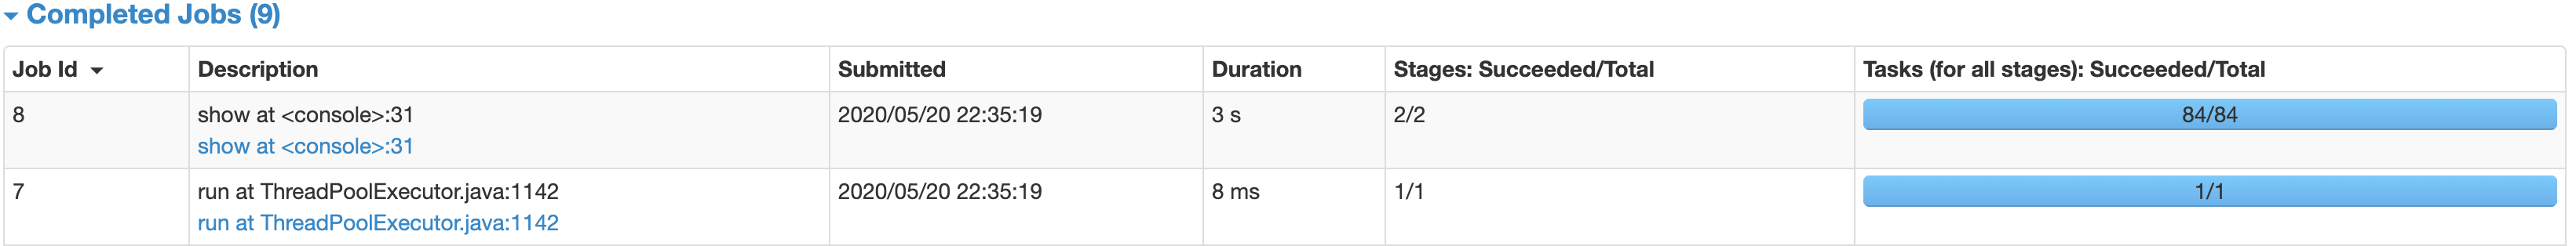 Completed Jobs (9)
Job Id Description Submitted Duration Stages: Succeeded/Total Tasks (for all stages): Succeeded/Total
8 show at <console>:31 2020/05/20 22:35:19 3 s 2/2 84/84
show at <console>:31
7 run at ThreadPoolExecutor.java:1142 2020/05/20 22:35:19 8 ms 1/1 1/1
run at ThreadPoolExecutor.java:1142